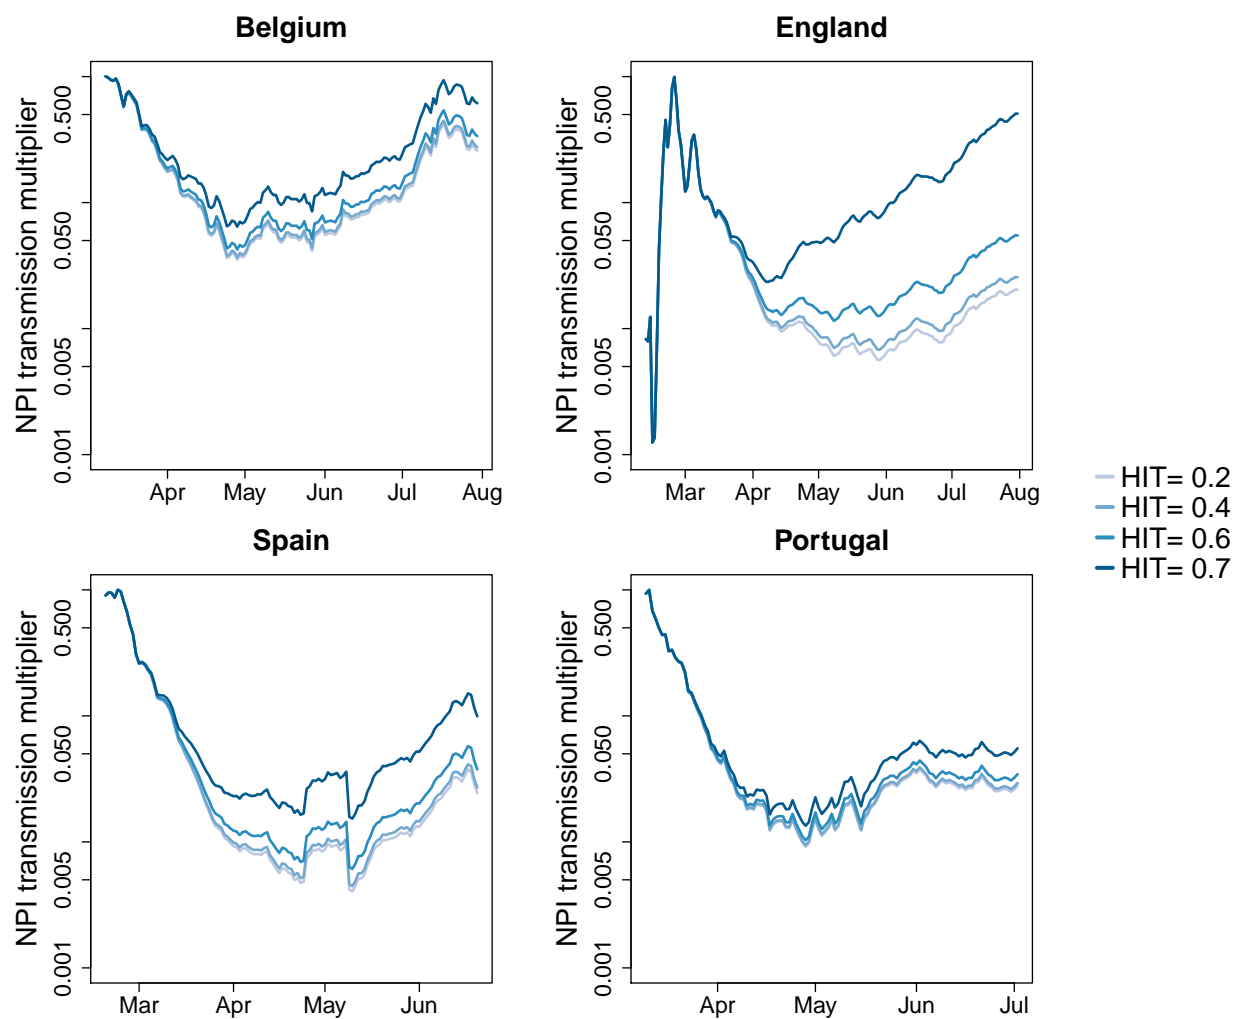 Belgium
NPI transmission multiplier
0.500
0.050
0.005
0.001
Apr May Jun Jul Aug
England
NPI transmission multiplier
0.500
0.050
0.005
0.001
Mar Apr May Jun Jul Aug
Spain
NPI transmission multiplier
0.500
0.050
0.005
0.001
Mar Apr May Jun
Portugal
NPI transmission multiplier
0.500
0.050
0.005
0.001
Apr May Jun Jul
HIT= 0.2
HIT= 0.4
HIT= 0.6
HIT= 0.7